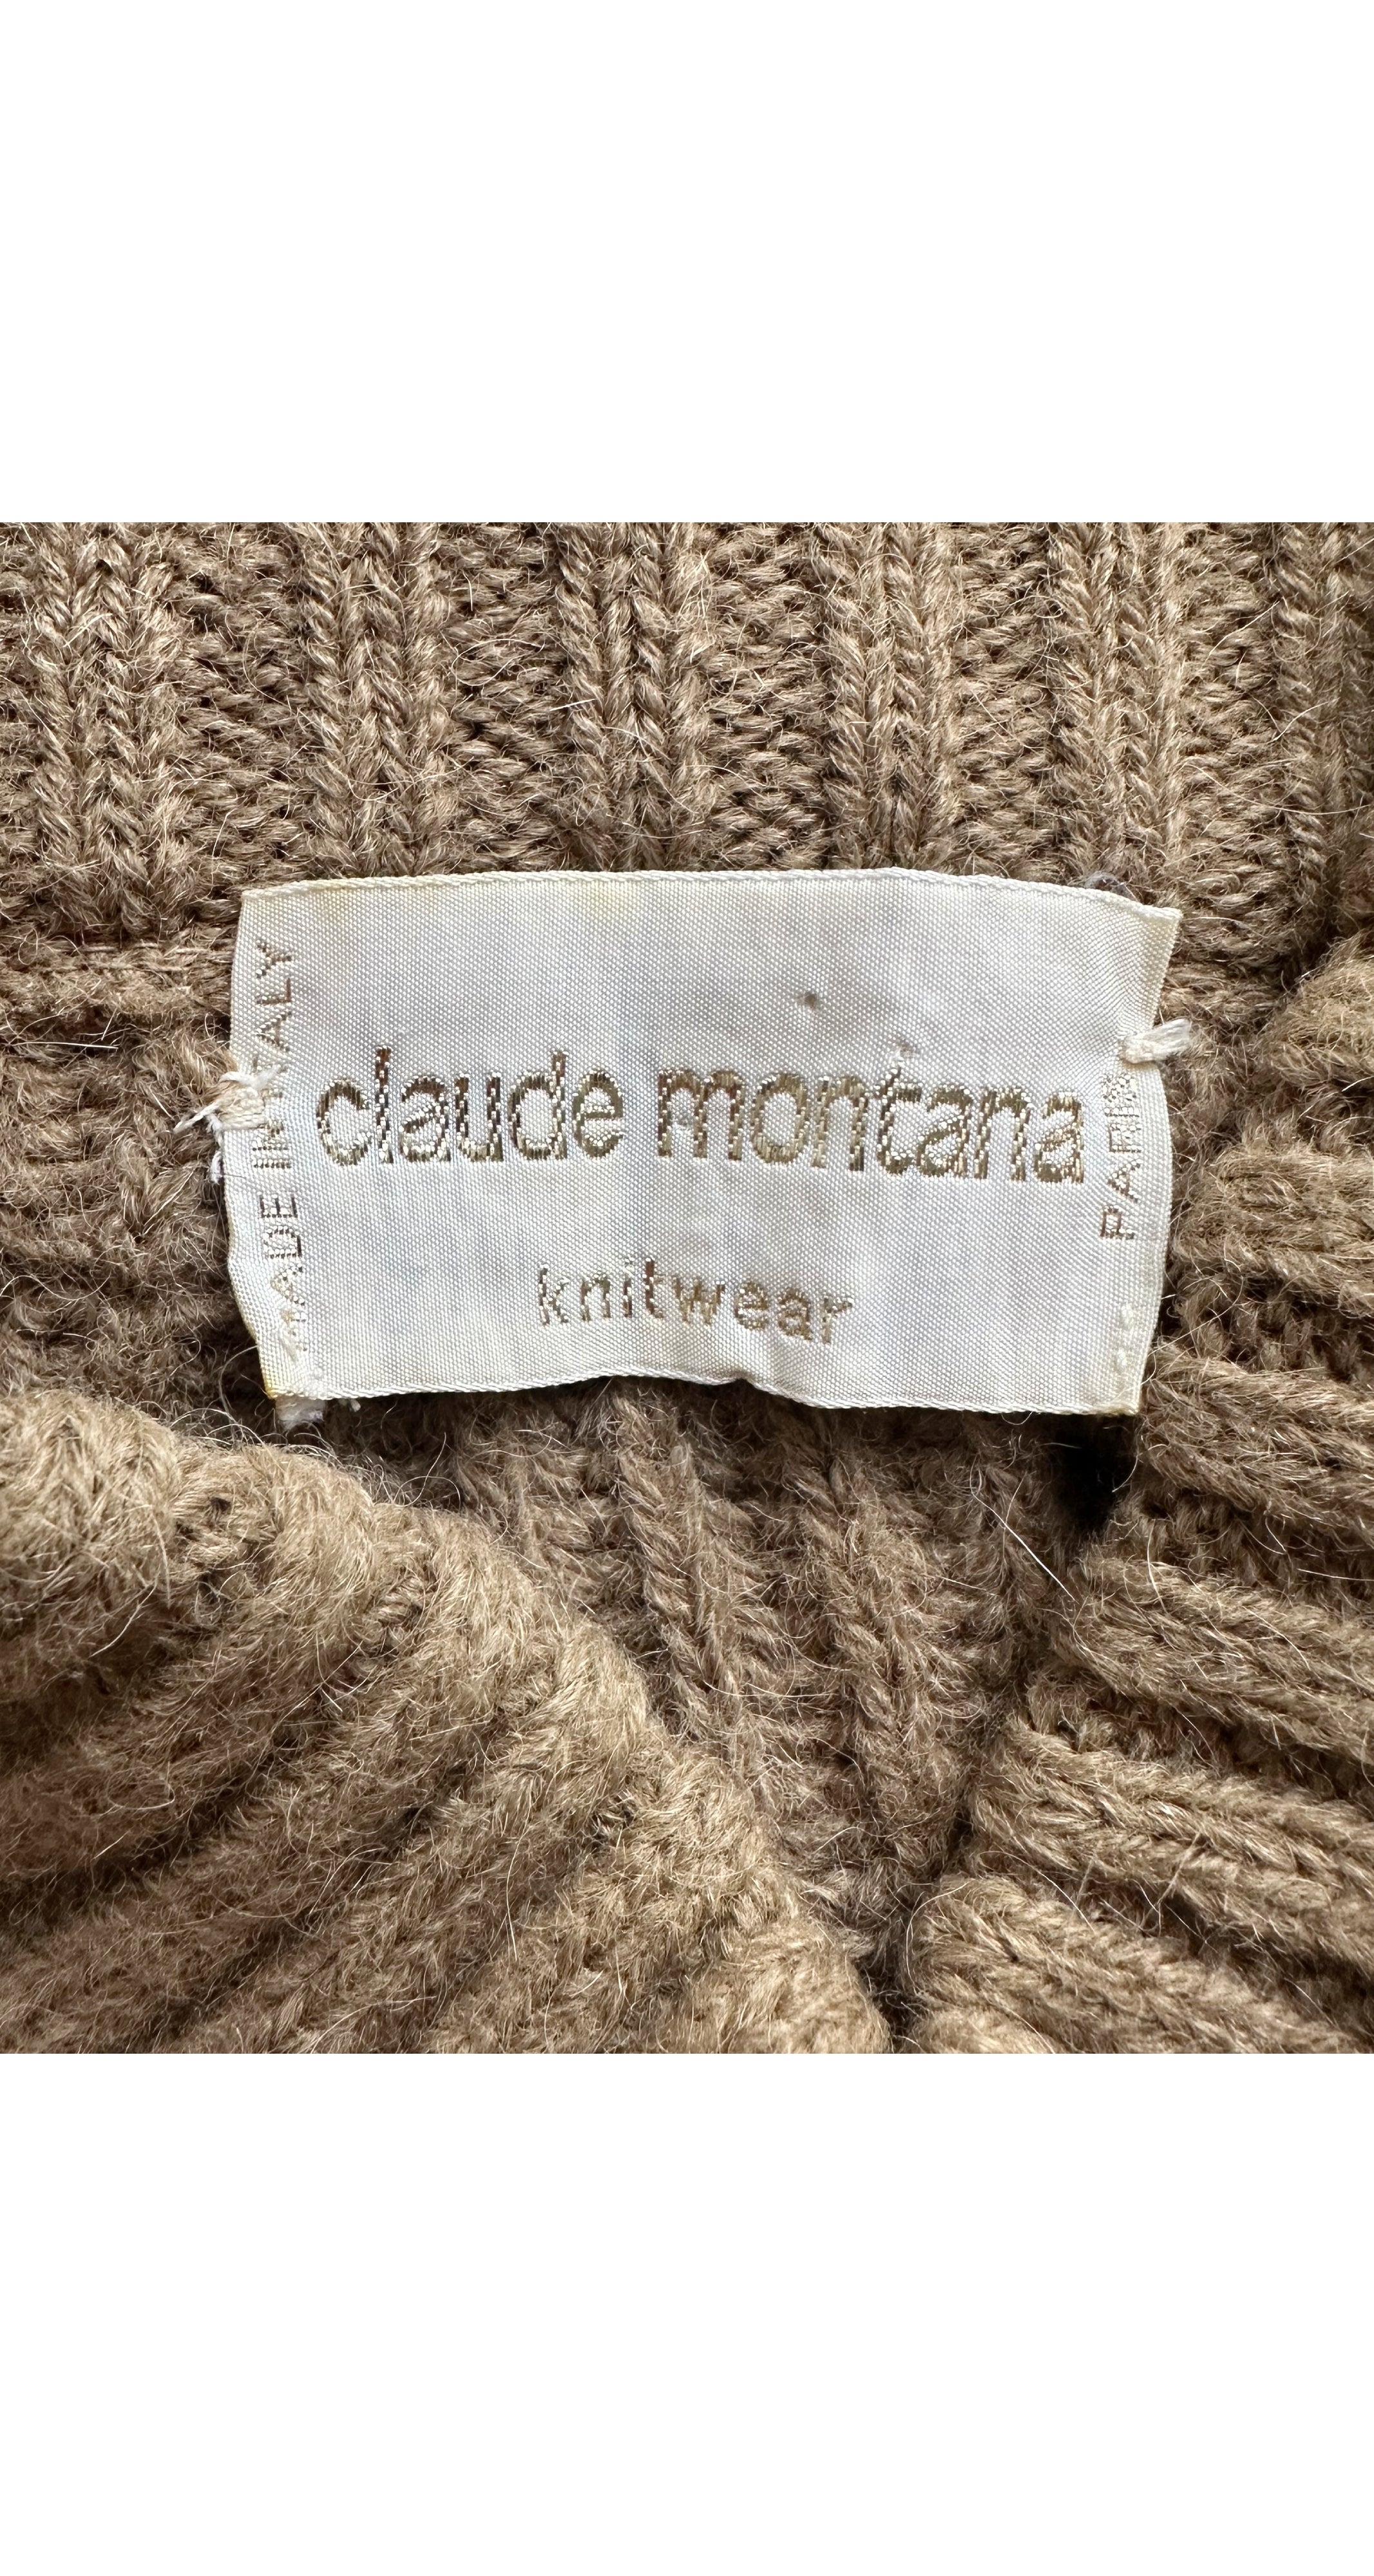 MADE IN ITALY
claude montana
PARIS
knitwear